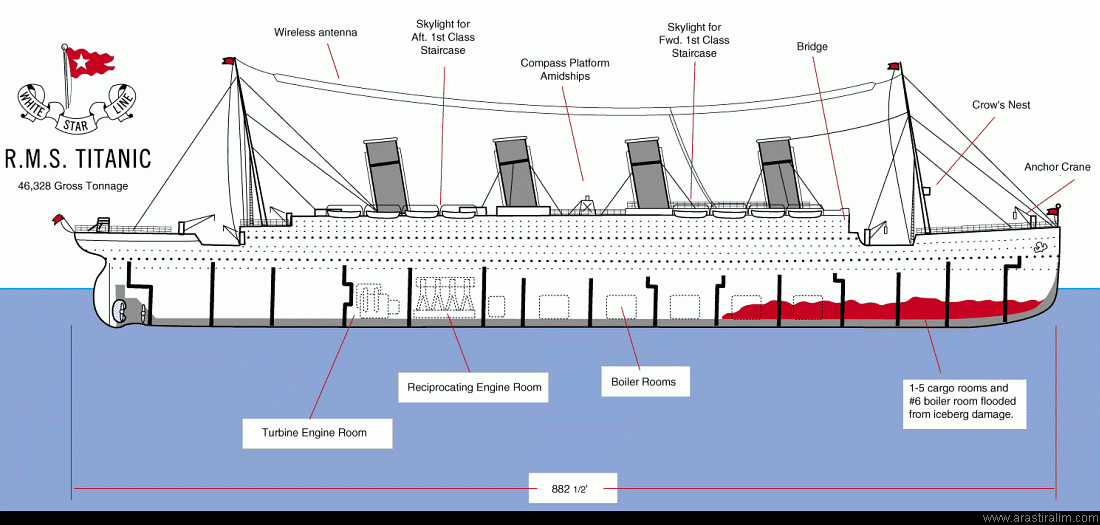 WHITE
STAR
LINE
R.M.S. TITANIC
46,328 Gross Tonnage
Wireless antenna
Skylight for
Aft. 1st Class
Staircase
Compass Platform
Amidships
Skylight for
Fwd. 1st Class
Staircase
Bridge
Crow's Nest
Anchor Crane
Turbine Engine Room
Reciprocating Engine Room
Boiler Rooms
1-5 cargo rooms and
#6 boiler room flooded
from iceberg damage.
882 1/2'
www.arastiralim.com